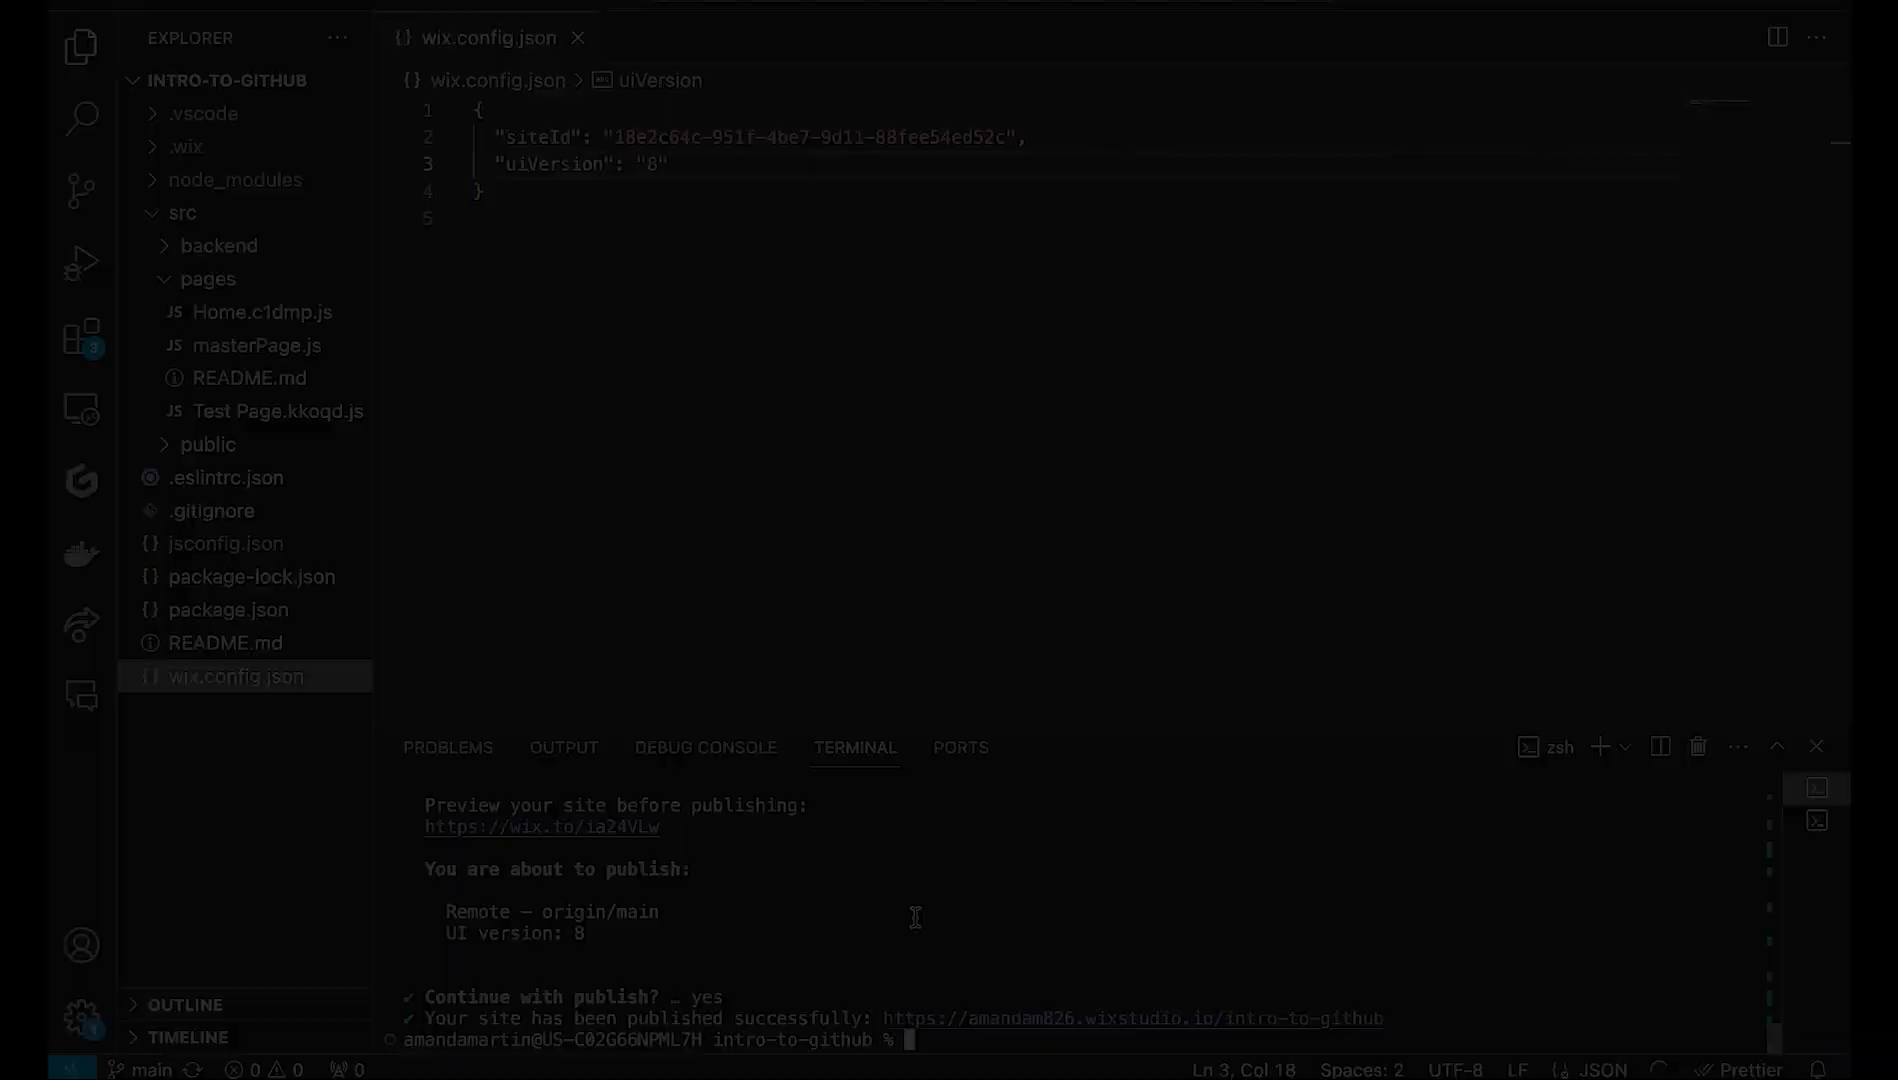 EXPLORER
INTRO-TO-GITHUB
.vscode
.wix
node_modules
src
backend
pages
JS Home.c1dmp.js
JS masterPage.js
README.md
JS Test Page.kkoqd.js
public
.eslintrc.json
.gitignore
{} jsconfig.json
{} package-lock.json
{} package.json
README.md
{} wix.config.json
OUTLINE
TIMELINE
3
1
{} wix.config.json
{} wix.config.json > uiVersion
1 {
2 "siteId": "18e2c64c-951f-4be7-9d11-88fee54ed52c",
3 "uiVersion": "8"
4 }
5
PROBLEMS OUTPUT DEBUG CONSOLE TERMINAL PORTS
zsh
Preview your site before publishing:
https://wix.to/ia24VLw
You are about to publish:
Remote – origin/main
UI version: 8
✔ Continue with publish? … yes
✔ Your site has been published successfully: https://amandam826.wixstudio.io/intro-to-github
amandamartin@US-C02G66NPML7H intro-to-github %
main 0 0 0 Ln 3, Col 18 Spaces: 2 UTF-8 LF {} JSON Prettier